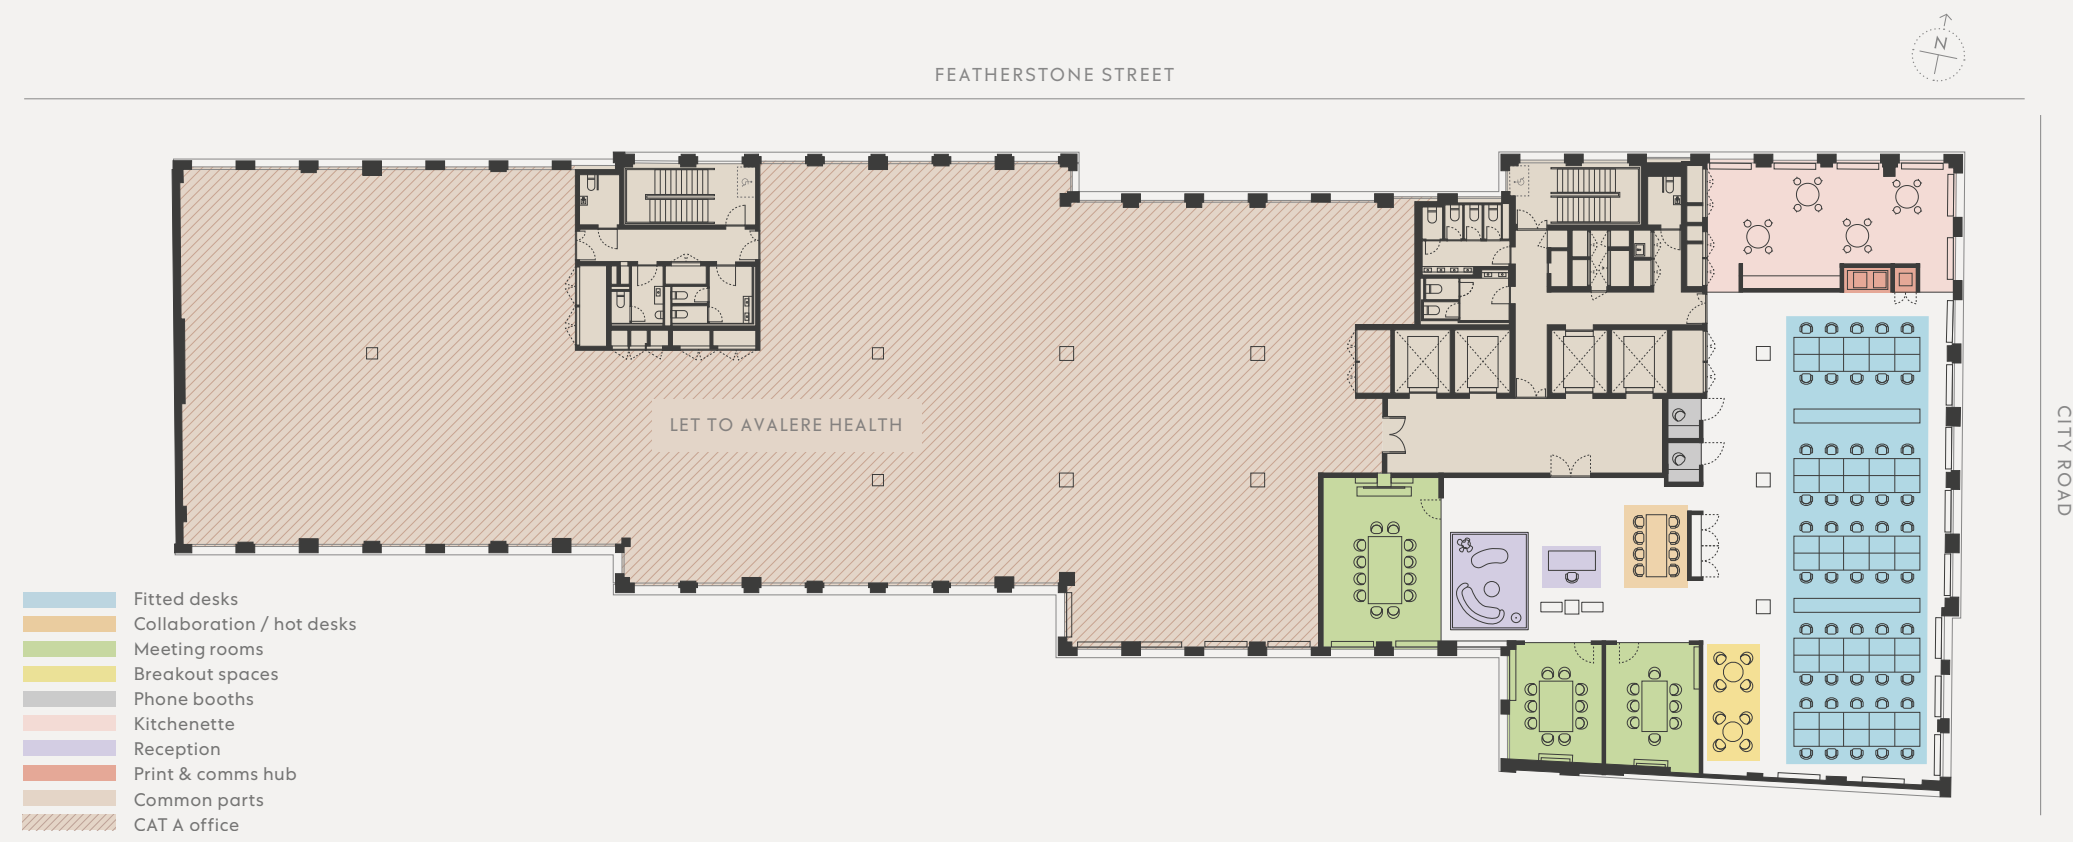 N
FEATHERSTONE STREET
CITY ROAD
LET TO AVALERE HEALTH
Fitted desks
Collaboration / hot desks
Meeting rooms
Breakout spaces
Phone booths
Kitchenette
Reception
Print & comms hub
Common parts
CAT A office